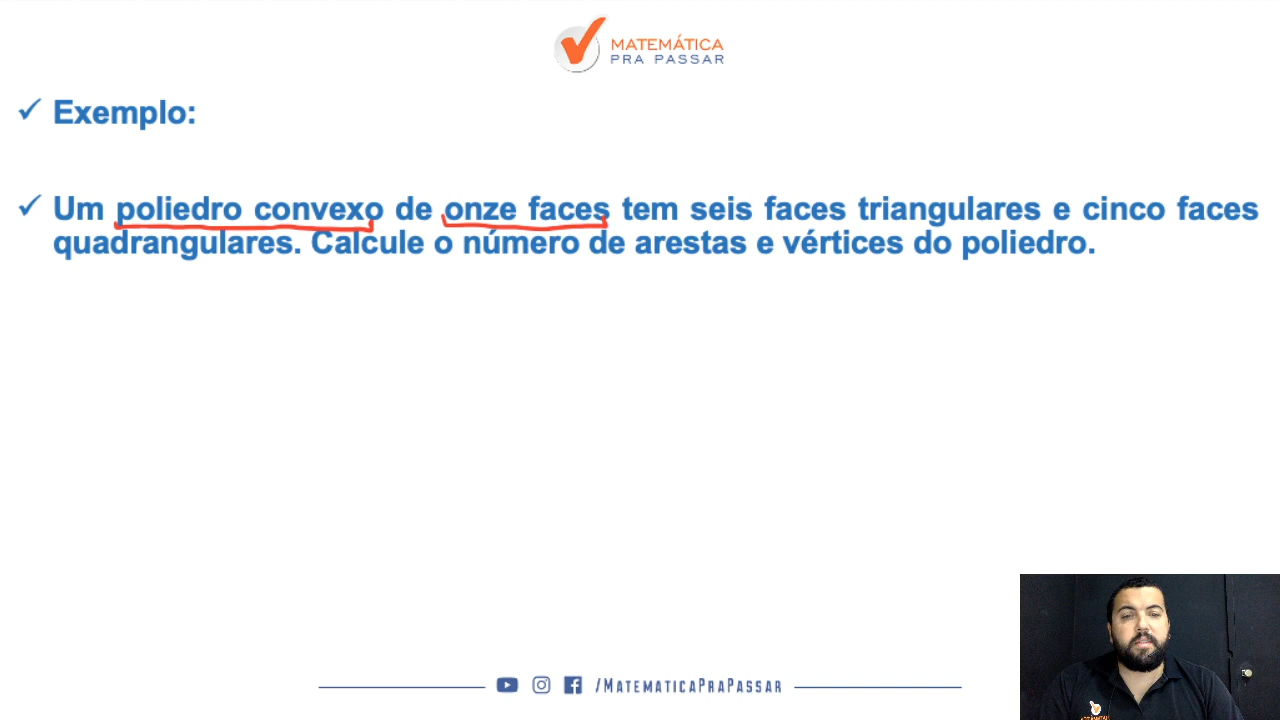 MATEMÁTICA
PRA PASSAR
✓ Exemplo:
✓ Um poliedro convexo de onze faces tem seis faces triangulares e cinco faces
quadrangulares. Calcule o número de arestas e vértices do poliedro.
/MATEMATICAPRAPASSAR